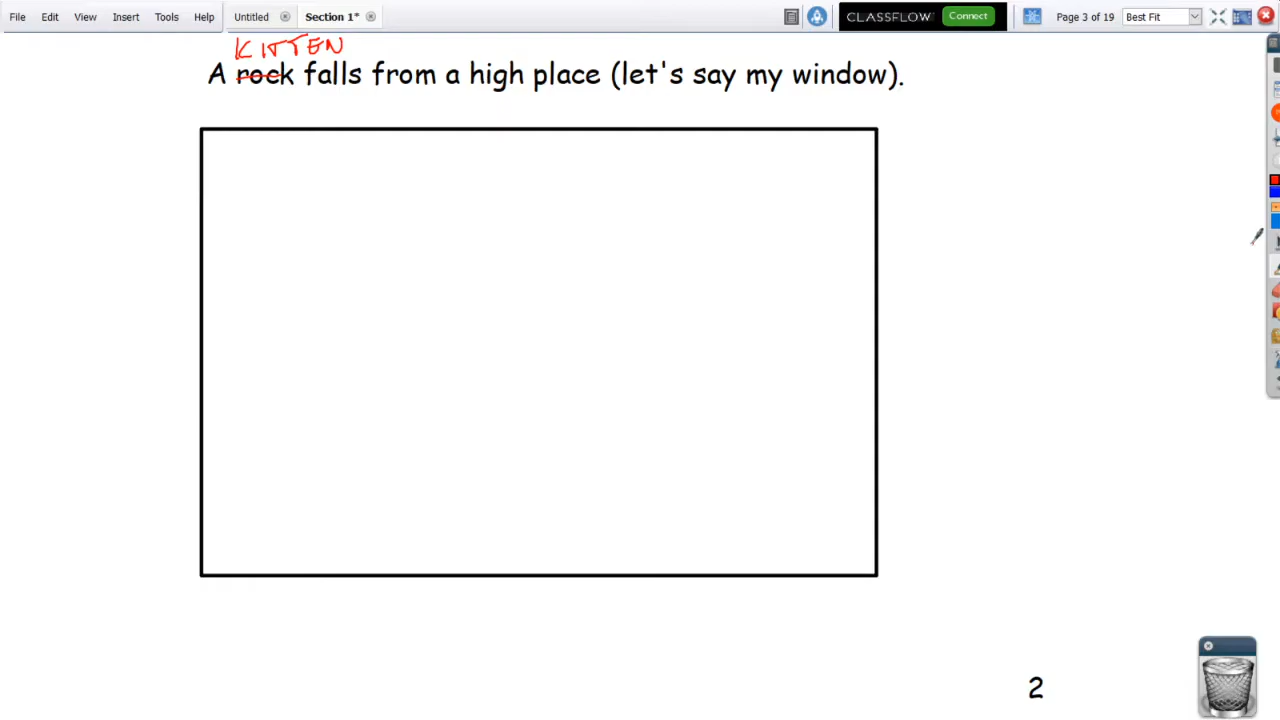 File Edit View Insert Tools Help Untitled Section 1* CLASSFLOW Connect Page 3 of 19 Best Fit
KITTEN
A rock falls from a high place (let's say my window).
2